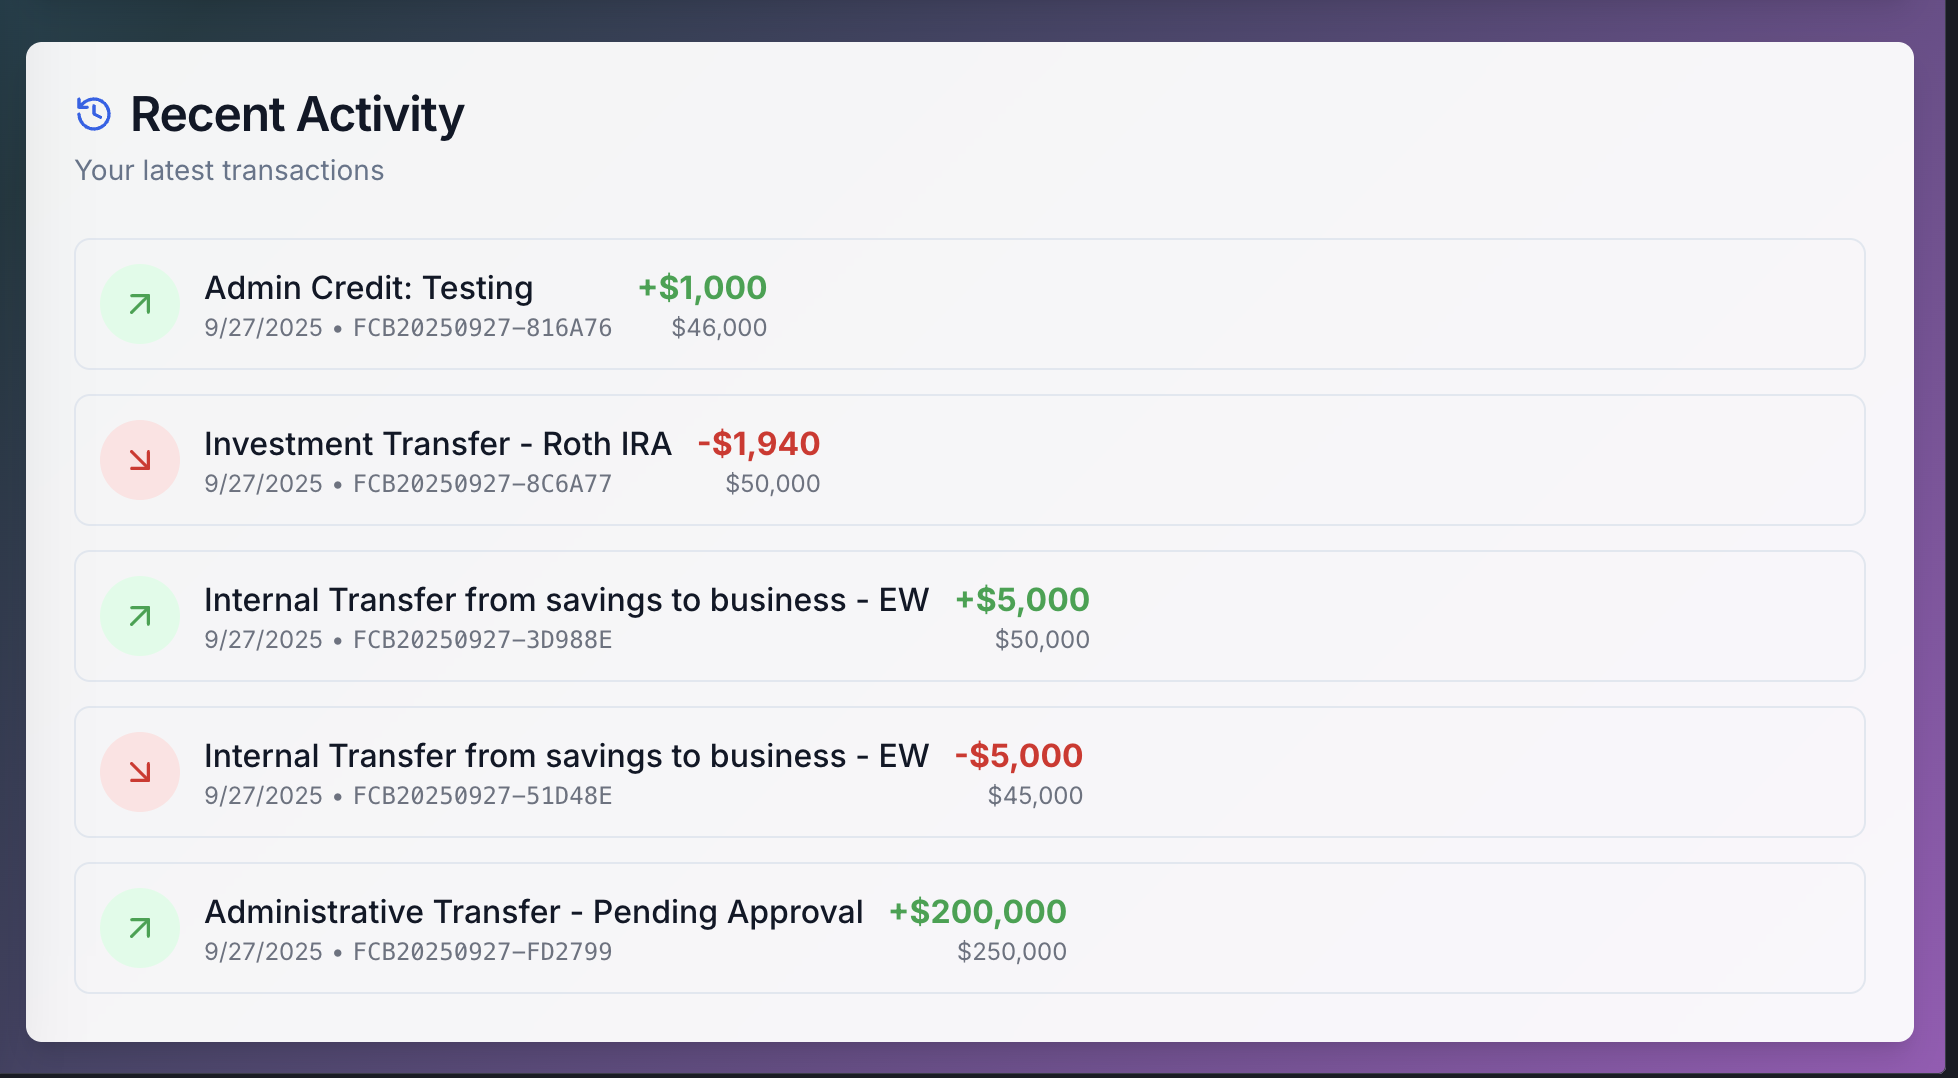 Recent Activity
Your latest transactions
Admin Credit: Testing +$1,000
9/27/2025 • FCB20250927-816A76 $46,000
Investment Transfer - Roth IRA -$1,940
9/27/2025 • FCB20250927-8C6A77 $50,000
Internal Transfer from savings to business - EW +$5,000
9/27/2025 • FCB20250927-3D988E $50,000
Internal Transfer from savings to business - EW -$5,000
9/27/2025 • FCB20250927-51D48E $45,000
Administrative Transfer - Pending Approval +$200,000
9/27/2025 • FCB20250927-FD2799 $250,000